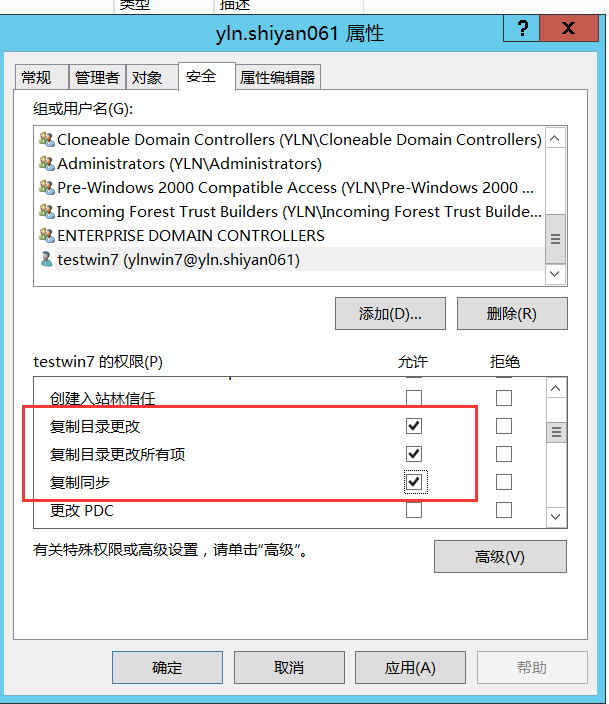 类型 描述
yln.shiyan061 属性
? X
常规 管理者 对象 安全 属性编辑器
组或用户名(G):
Cloneable Domain Controllers (YLN\Cloneable Domain Controllers)
Administrators (YLN\Administrators)
Pre-Windows 2000 Compatible Access (YLN\Pre-Windows 2000 ...
Incoming Forest Trust Builders (YLN\Incoming Forest Trust Builde...
ENTERPRISE DOMAIN CONTROLLERS
testwin7 (ylnwin7@yln.shiyan061)
添加(D)... 删除(R)
testwin7 的权限(P) 允许 拒绝
创建入站林信任
复制目录更改
复制目录更改所有项
复制同步
更改 PDC
有关特殊权限或高级设置，请单击“高级”。
高级(V)
确定 取消 应用(A) 帮助